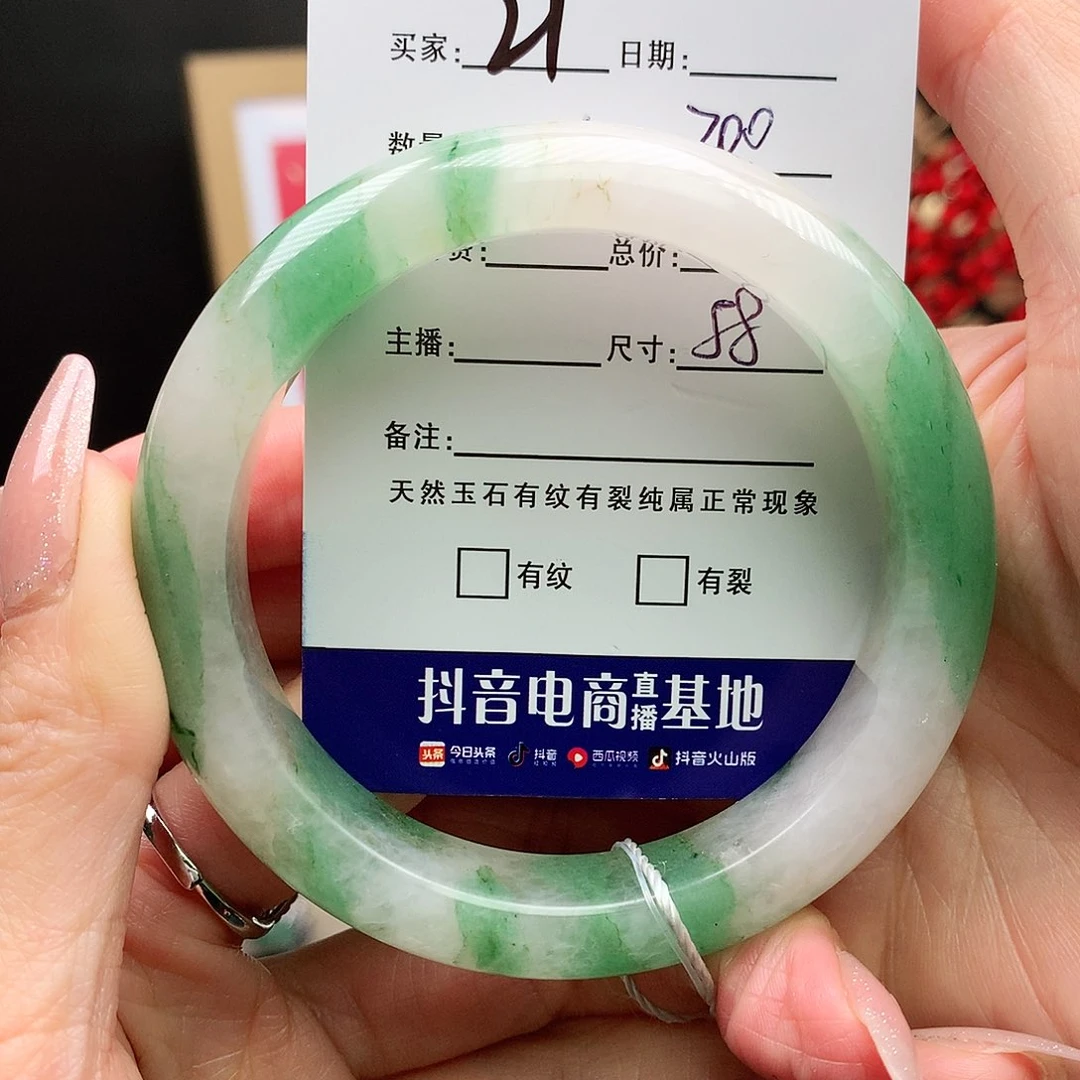 买家: 日期:
数量 700
总价:
主播: 尺寸: 58
备注:
天然玉石有纹有裂纯属正常现象
有纹 有裂
抖音电商直播基地
今日头条 抖音 西瓜视频 抖音火山版